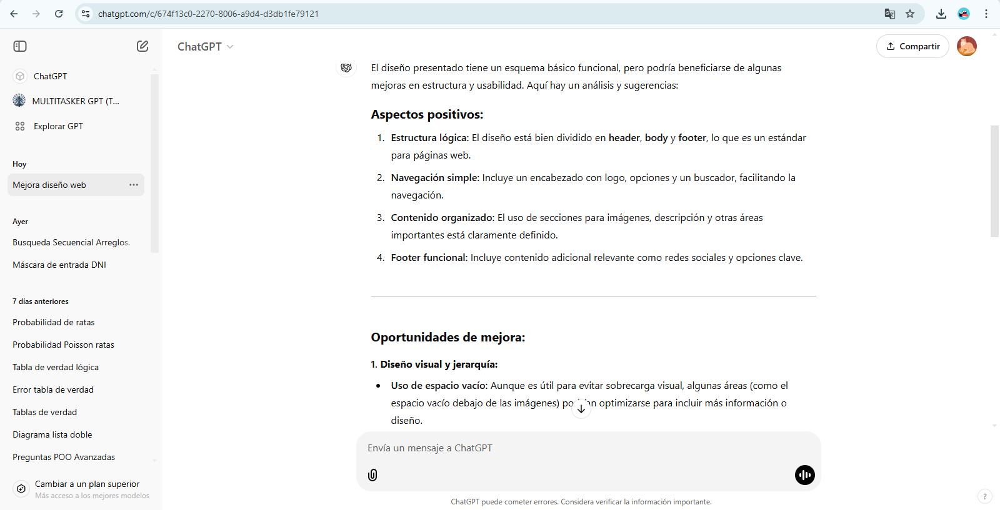 chatgpt.com/c/674f13c0-2270-8006-a9d4-d3db1fe79121
ChatGPT
MULTITASKER GPT (T...
Explorar GPT
Hoy
Mejora diseño web
Ayer
Busqueda Secuencial Arreglos.
Máscara de entrada DNI
7 días anteriores
Probabilidad de ratas
Probabilidad Poisson ratas
Tabla de verdad lógica
Error tabla de verdad
Tablas de verdad
Diagrama lista doble
Preguntas POO Avanzadas
Cambiar a un plan superior
Más acceso a los mejores modelos
ChatGPT
Compartir
El diseño presentado tiene un esquema básico funcional, pero podría beneficiarse de algunas
mejoras en estructura y usabilidad. Aquí hay un análisis y sugerencias:
Aspectos positivos:
1. Estructura lógica: El diseño está bien dividido en header, body y footer, lo que es un estándar
para páginas web.
2. Navegación simple: Incluye un encabezado con logo, opciones y un buscador, facilitando la
navegación.
3. Contenido organizado: El uso de secciones para imágenes, descripción y otras áreas
importantes está claramente definido.
4. Footer funcional: Incluye contenido adicional relevante como redes sociales y opciones clave.
Oportunidades de mejora:
1. Diseño visual y jerarquía:
• Uso de espacio vacío: Aunque es útil para evitar sobrecarga visual, algunas áreas (como el
espacio vacío debajo de las imágenes) optimizarse para incluir más información o
diseño.
Envía un mensaje a ChatGPT
ChatGPT puede cometer errores. Considera verificar la información importante.
?